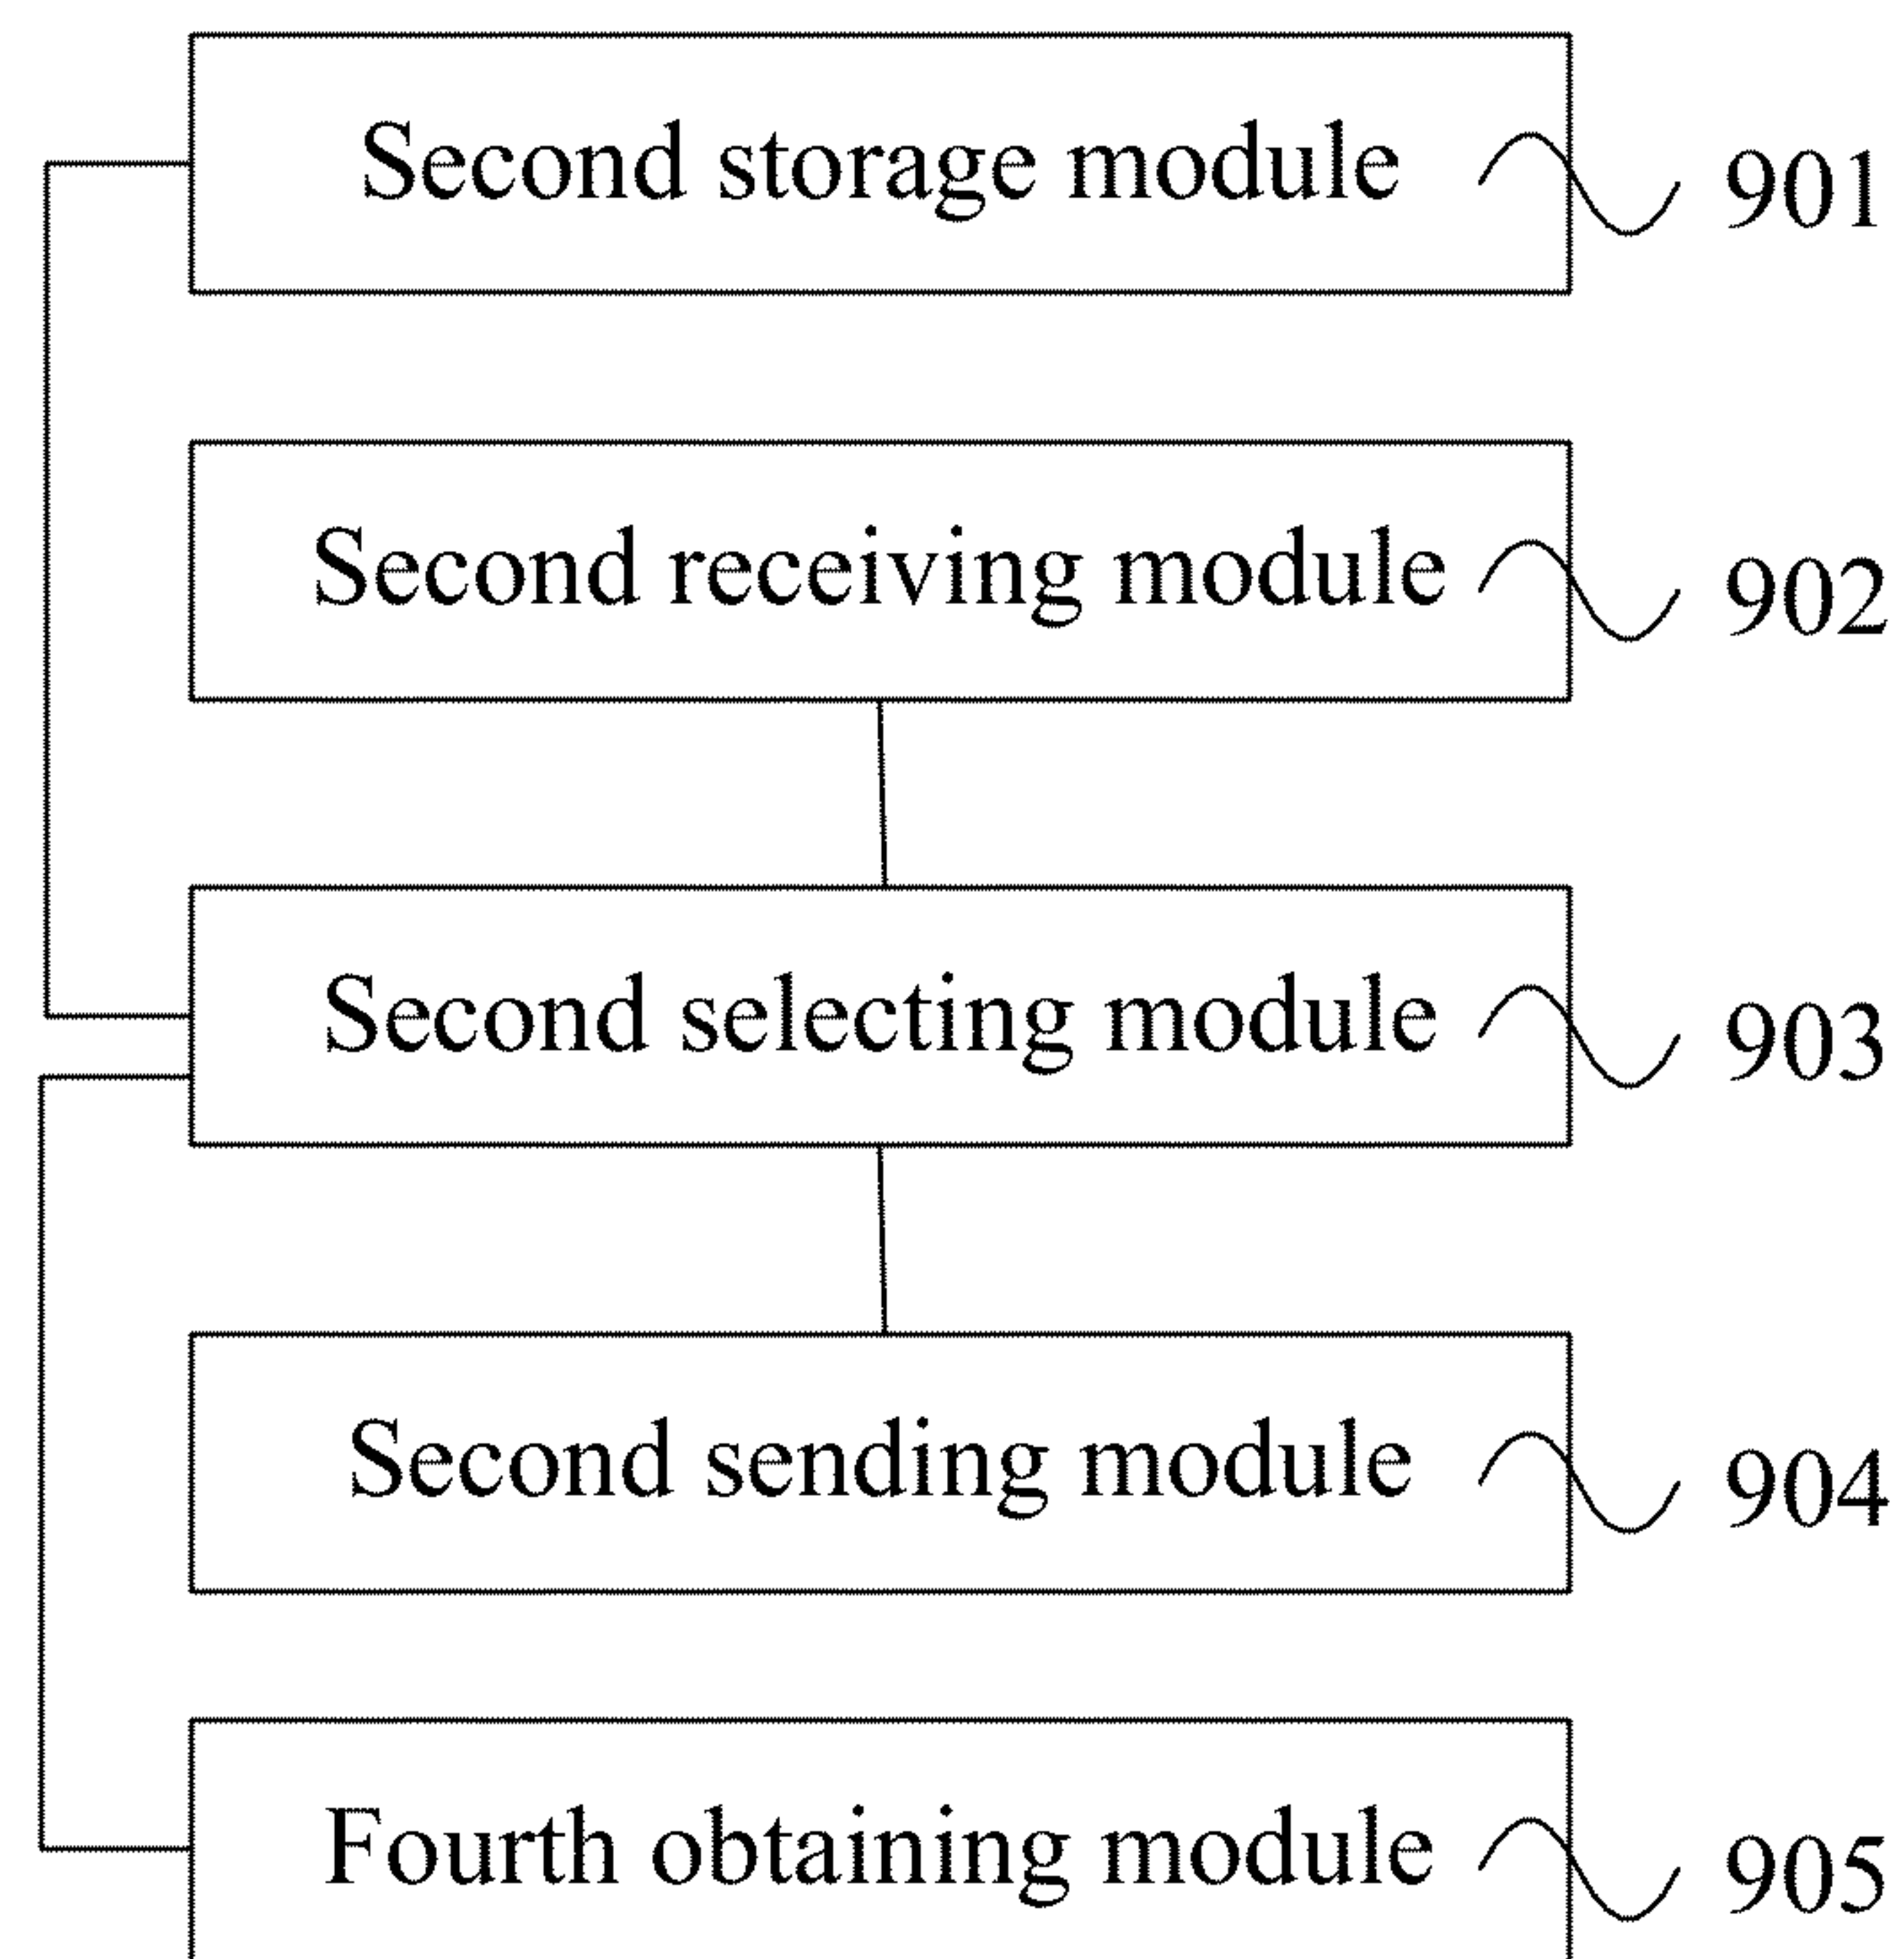 Second storage module 901
Second receiving module 902
Second selecting module 903
Second sending module 904
Fourth obtaining module 905